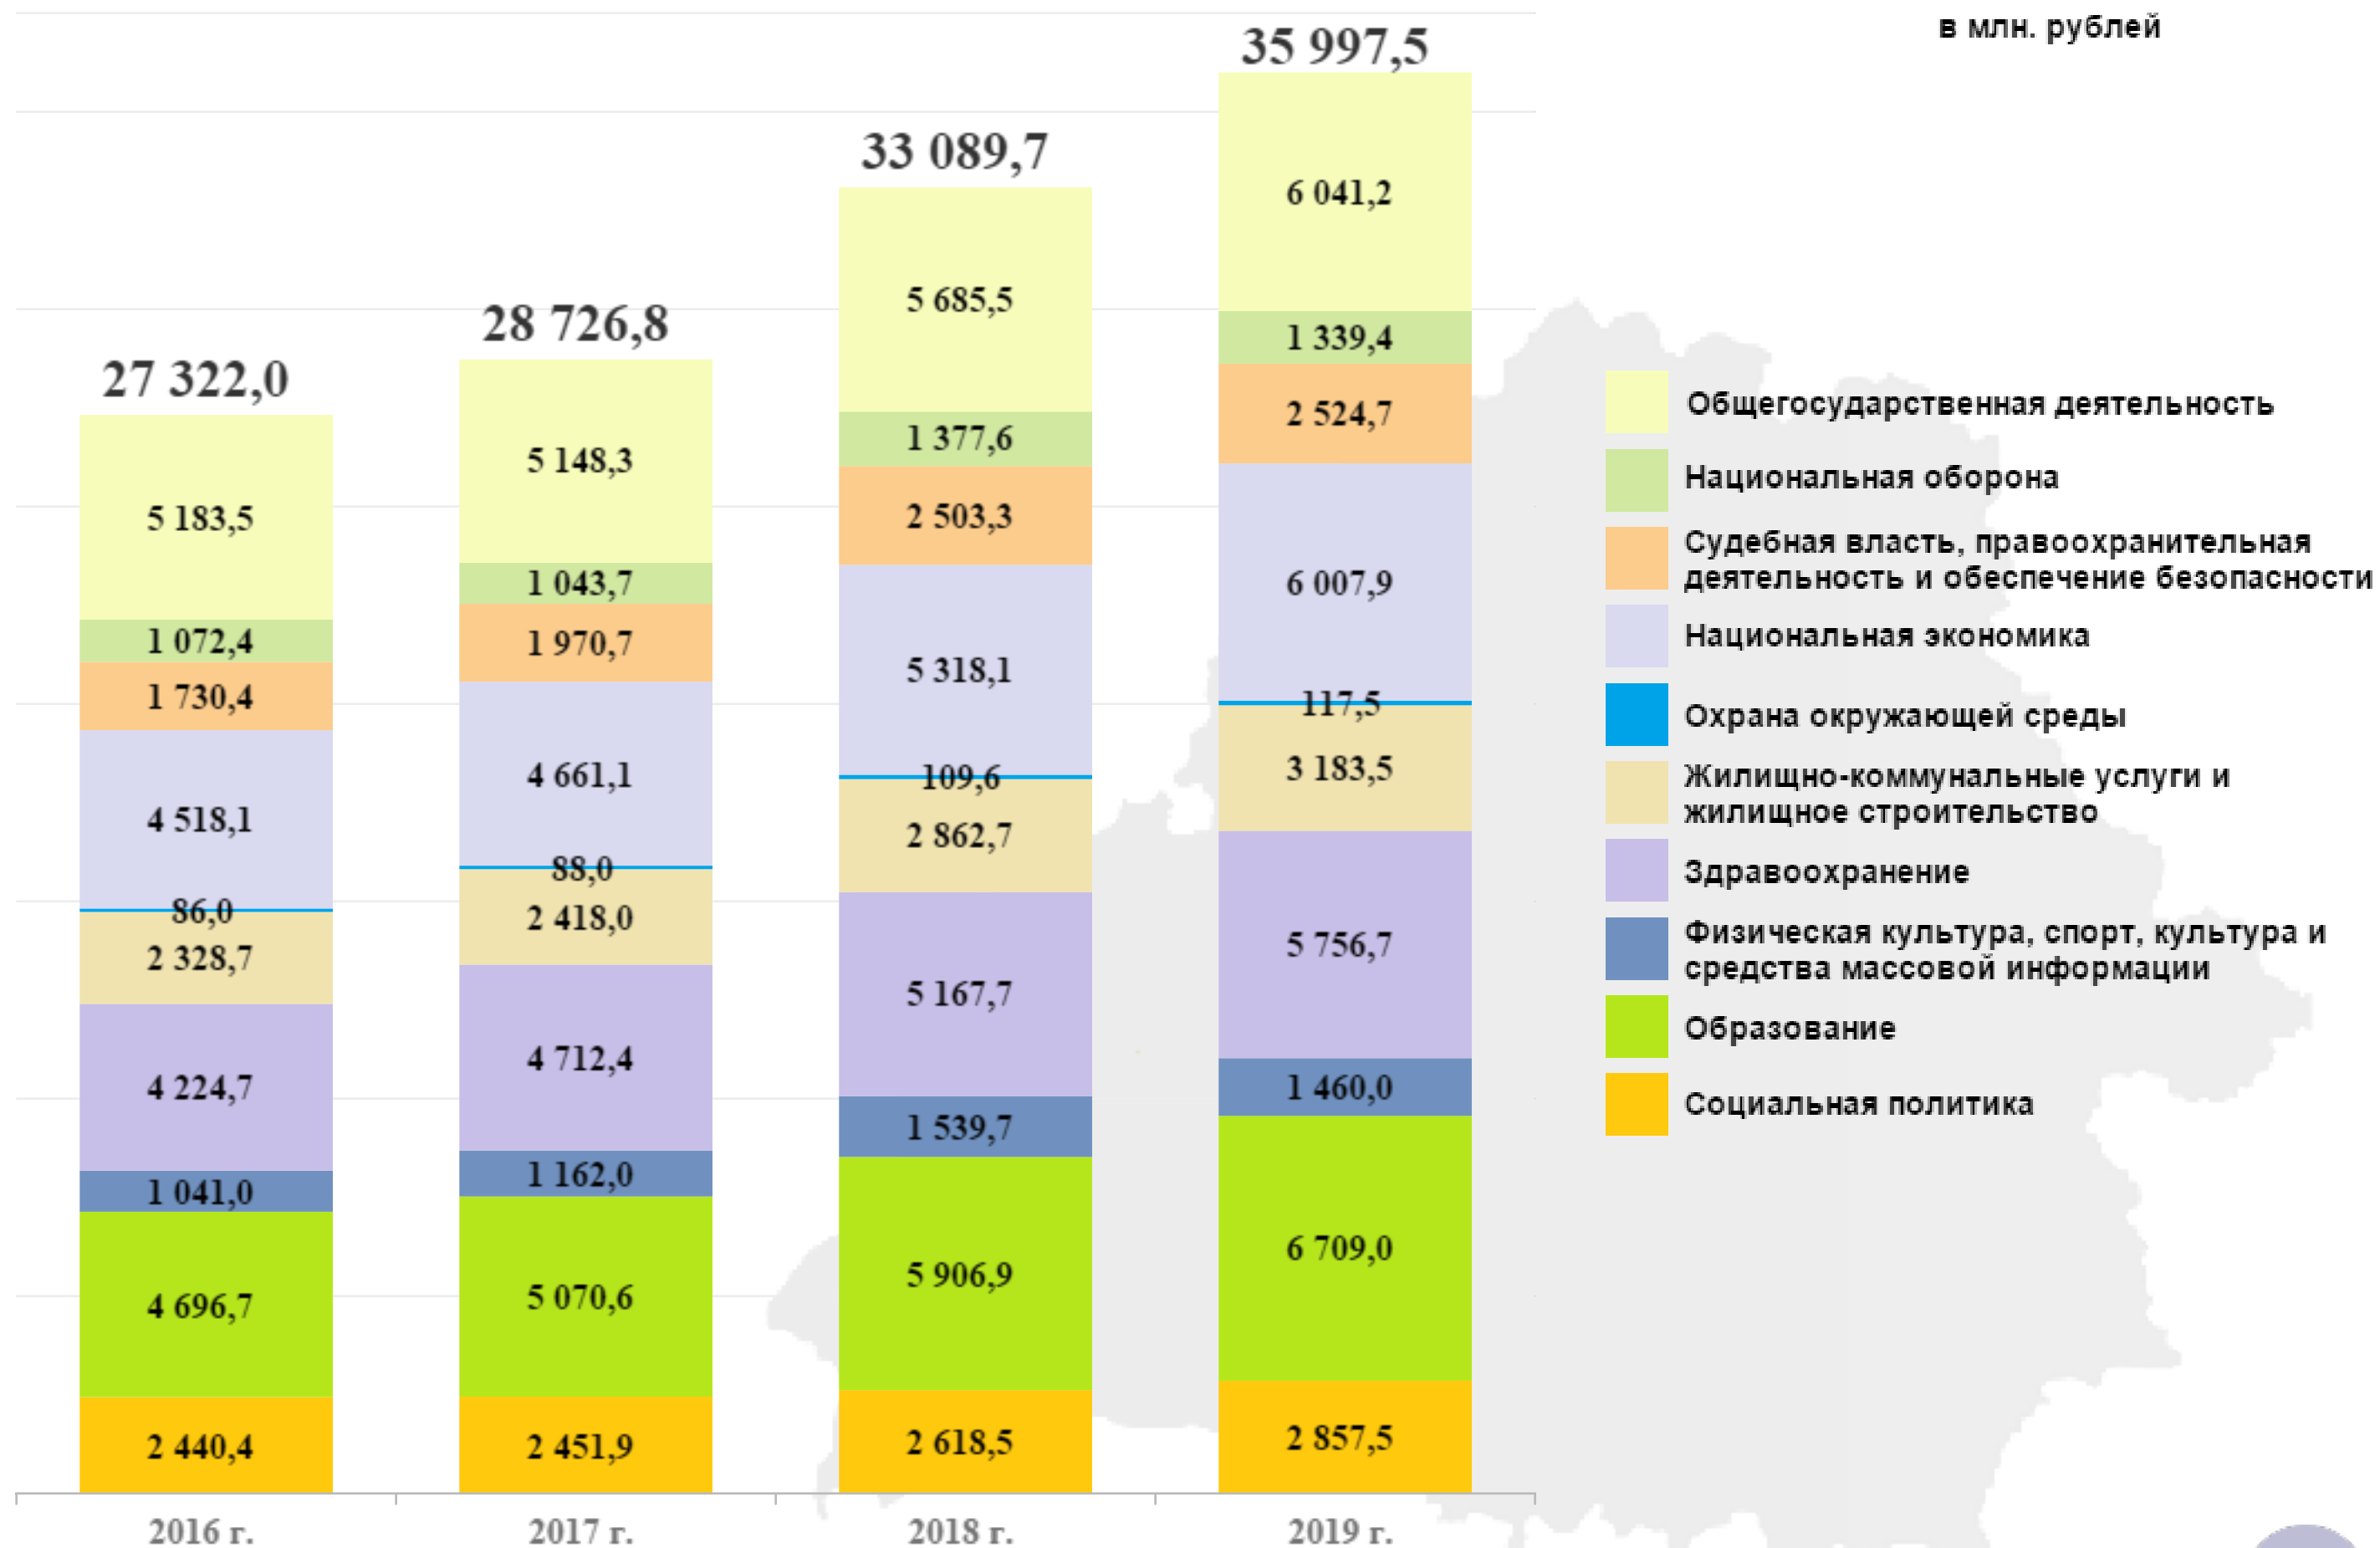 в млн. рублей
27 322,0
5 183,5
1 072,4
1 730,4
4 518,1
86,0
2 328,7
4 224,7
1 041,0
4 696,7
2 440,4
2016 г.
28 726,8
5 148,3
1 043,7
1 970,7
4 661,1
88,0
2 418,0
4 712,4
1 162,0
5 070,6
2 451,9
2017 г.
33 089,7
5 685,5
1 377,6
2 503,3
5 318,1
109,6
2 862,7
5 167,7
1 539,7
5 906,9
2 618,5
2018 г.
35 997,5
6 041,2
1 339,4
2 524,7
6 007,9
117,5
3 183,5
5 756,7
1 460,0
6 709,0
2 857,5
2019 г.
Общегосударственная деятельность
Национальная оборона
Судебная власть, правоохранительная
деятельность и обеспечение безопасности
Национальная экономика
Охрана окружающей среды
Жилищно-коммунальные услуги и
жилищное строительство
Здравоохранение
Физическая культура, спорт, культура и
средства массовой информации
Образование
Социальная политика